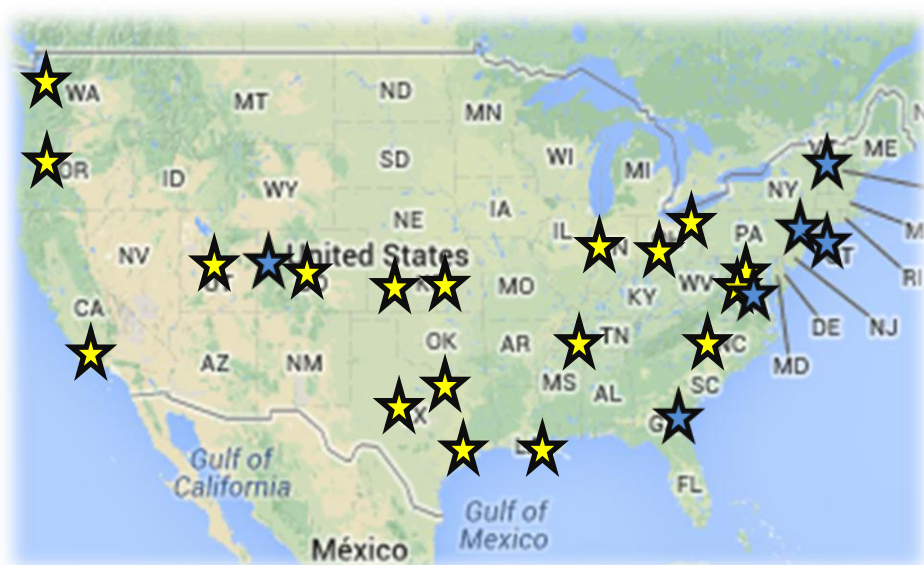 WA
MT
ND
MN
OR
ID
SD
WI
MI
ME
WY
NY
NE
IA
IL
PA
NV
United States
MO
KY
WV
CA
OK
AR
TN
NC
DE
NJ
RI
MD
AZ
NM
MS
AL
SC
Gulf of
California
FL
Gulf of
Mexico
México